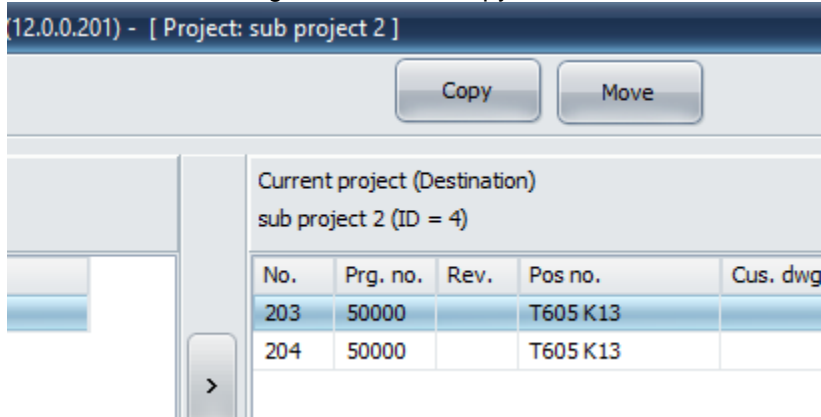 (12.0.0.201) - [ Project: sub project 2 ]
Copy Move
Current project (Destination)
sub project 2 (ID = 4)
No. Prg. no. Rev. Pos no. Cus. dwg
203 50000 T605 K13
204 50000 T605 K13
>